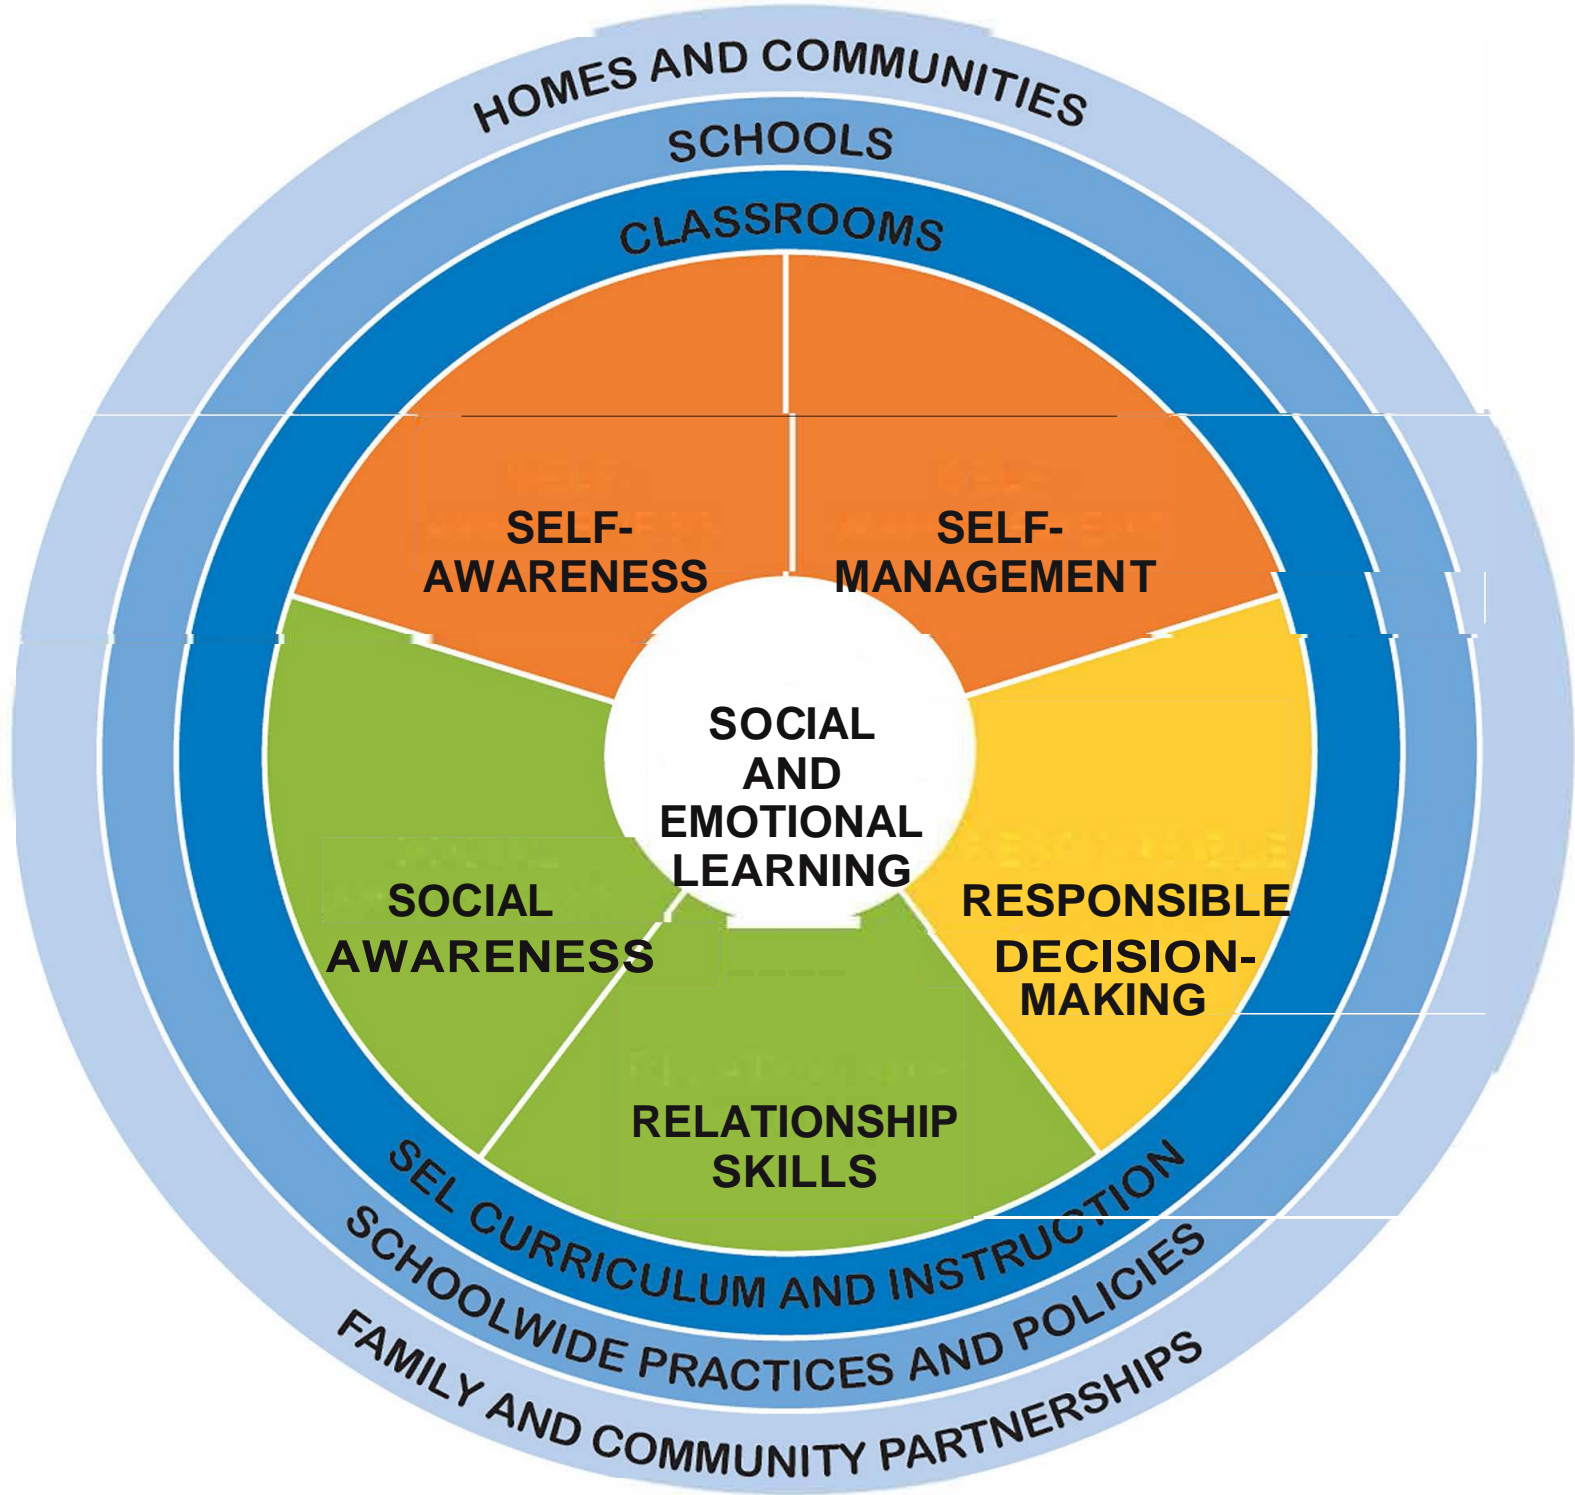 HOMES AND COMMUNITIES
SCHOOLS
CLASSROOMS
SELF-
AWARENESS
SELF-
MANAGEMENT
SOCIAL
AND
EMOTIONAL
LEARNING
SOCIAL
AWARENESS
RESPONSIBLE
DECISION-
MAKING
RELATIONSHIP
SKILLS
SEL CURRICULUM AND INSTRUCTION
SCHOOLWIDE PRACTICES AND POLICIES
FAMILY AND COMMUNITY PARTNERSHIPS